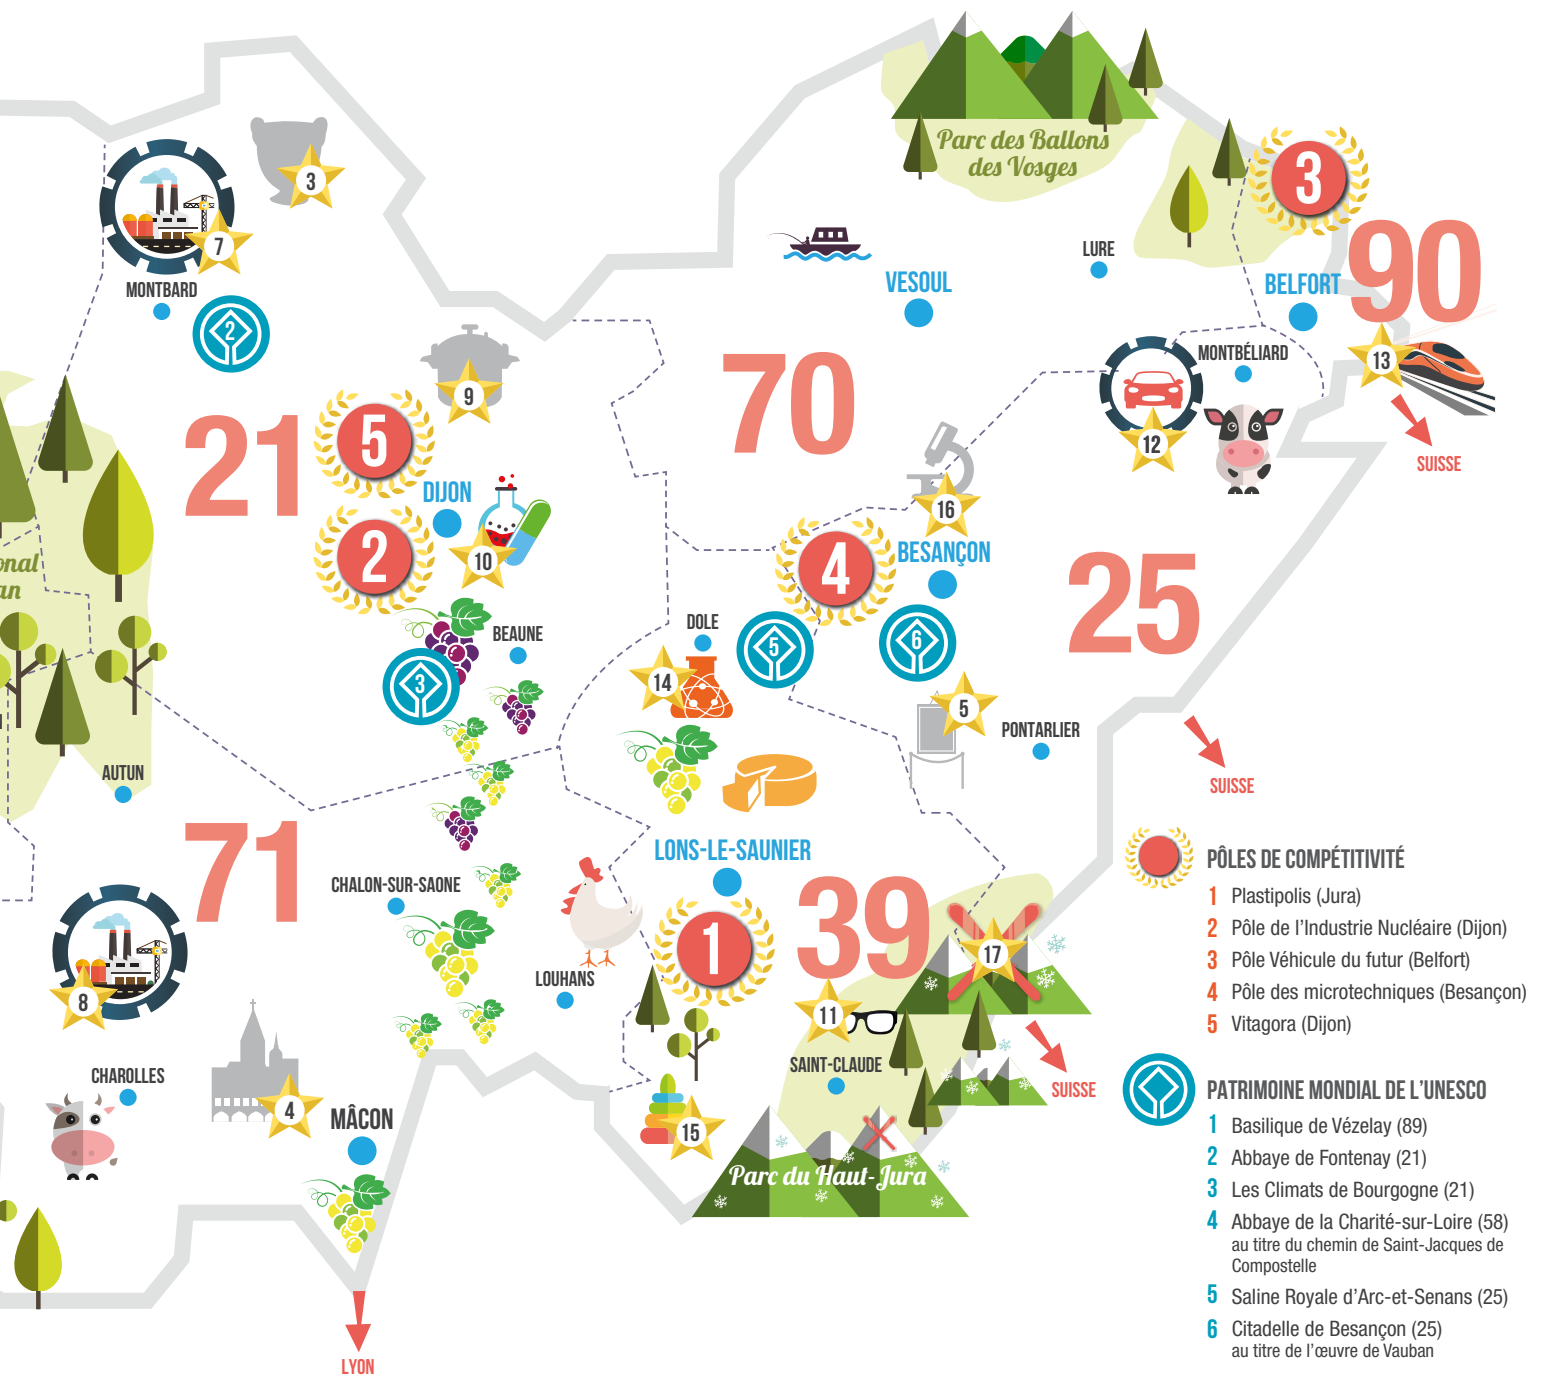 Parc des Ballons
des Vosges
3
3
7
MONTBARD
2
LURE
VESOUL
BELFORT
90
13
MONTBÉLIARD
12
SUISSE
70
9
21
5
DIJON
2
10
16
BESANÇON
4
25
onal
an
BEAUNE
3
DOLE
14
5
6
5
PONTARLIER
AUTUN
SUISSE
71
CHALON-SUR-SAONE
LONS-LE-SAUNIER
39
1
17
8
LOUHANS
11
SAINT-CLAUDE
SUISSE
CHAROLLES
4
MÂCON
15
Parc du Haut-Jura
LYON
PÔLES DE COMPÉTITIVITÉ
1 Plastipolis (Jura)
2 Pôle de l'Industrie Nucléaire (Dijon)
3 Pôle Véhicule du futur (Belfort)
4 Pôle des microtechniques (Besançon)
5 Vitagora (Dijon)
PATRIMOINE MONDIAL DE L'UNESCO
1 Basilique de Vézelay (89)
2 Abbaye de Fontenay (21)
3 Les Climats de Bourgogne (21)
4 Abbaye de la Charité-sur-Loire (58)
au titre du chemin de Saint-Jacques de
Compostelle
5 Saline Royale d'Arc-et-Senans (25)
6 Citadelle de Besançon (25)
au titre de l'œuvre de Vauban